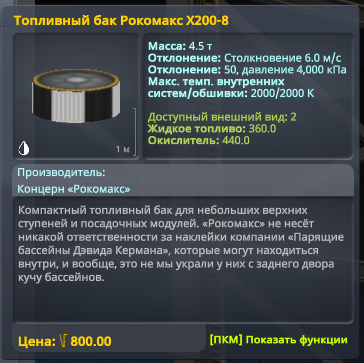 Топливный бак Рокомакс X200-8
Масса: 4.5 т
Отклонение: Столкновение 6.0 м/с
Отклонение: 50, давление 4,000 кПа
Макс. темп. внутренних
систем/обшивки: 2000/2000 K
Доступный внешний вид: 2
Жидкое топливо: 360.0
Окислитель: 440.0
1 м
Производитель:
Концерн «Рокомакс»
Компактный топливный бак для небольших верхних
ступеней и посадочных модулей. «Рокомакс» не несёт
никакой ответственности за наклейки компании «Парящие
бассейны Дэвида Кермана», которые могут находиться
внутри, и вообще, это не мы украли у них с заднего двора
кучу бассейнов.
Цена: 800.00
[ПКМ] Показать функции